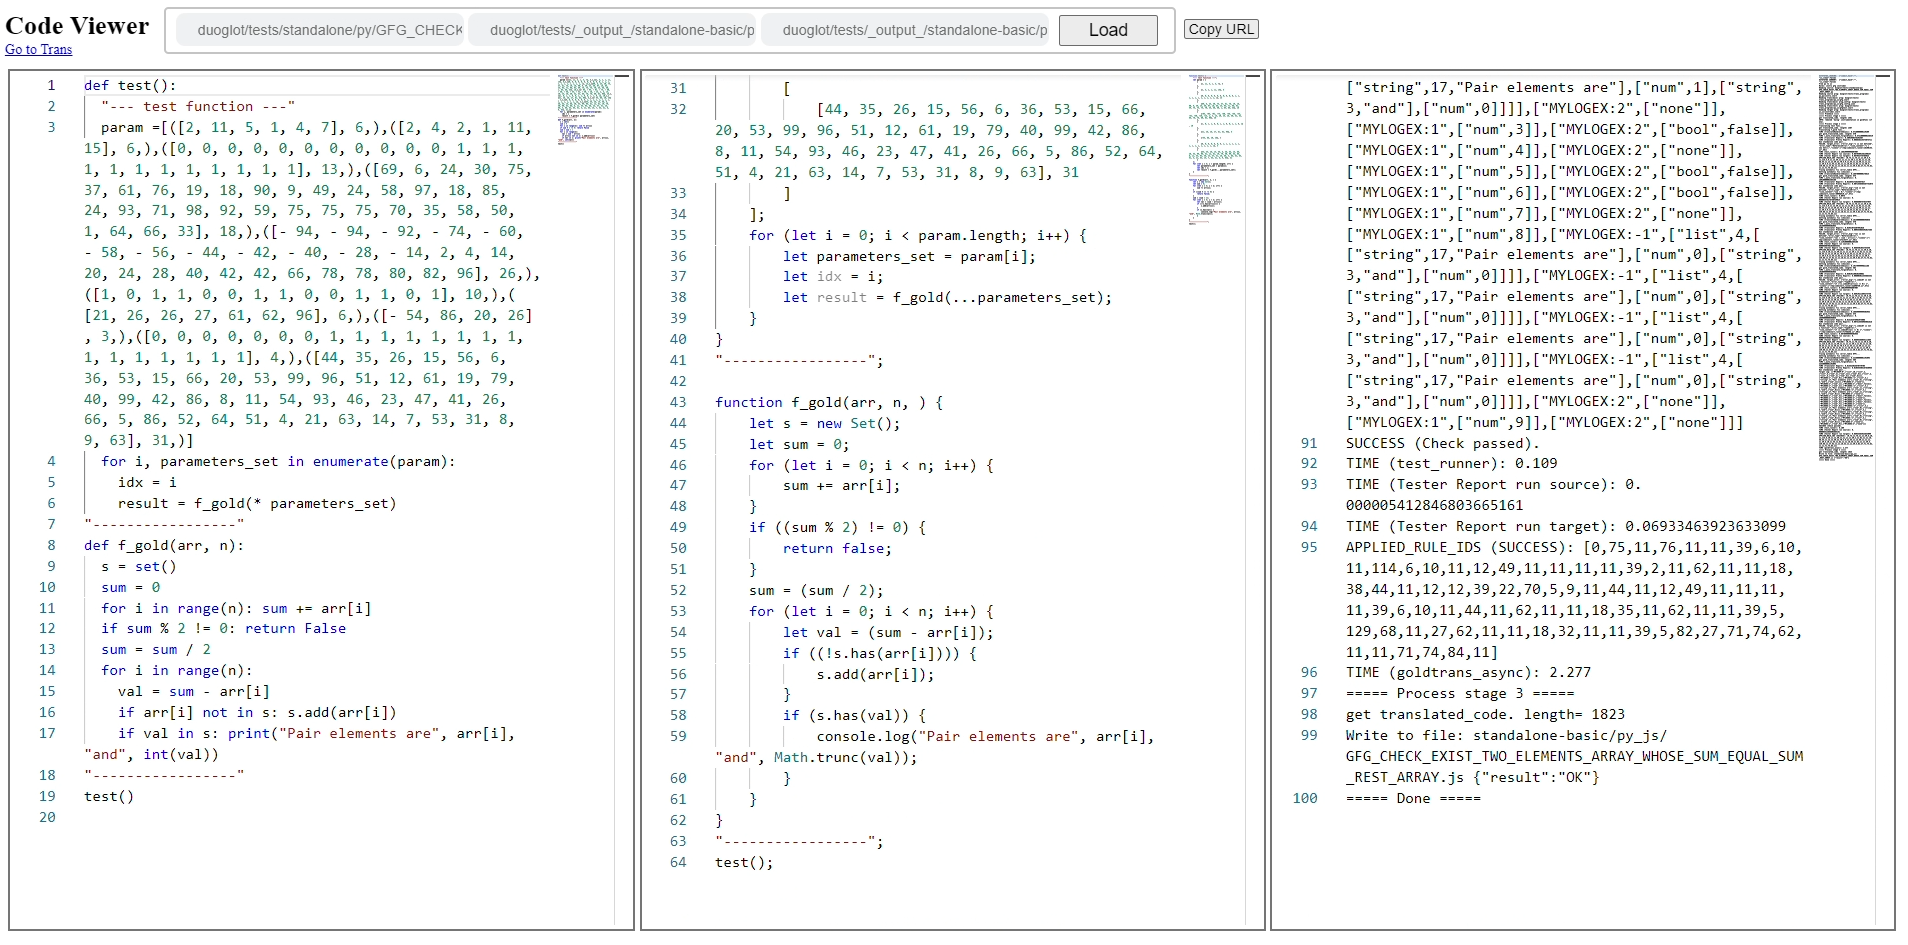 Code Viewer
Go to Trans
duoglot/tests/standalone/py/GFG_CHECK
duoglot/tests/_output_/standalone-basic/p
duoglot/tests/_output_/standalone-basic/p
Load
Copy URL
1 def test():
2 "--- test function ---"
3 param =[([2, 11, 5, 1, 4, 7], 6,),([2, 4, 2, 1, 11,
15], 6,),([0, 0, 0, 0, 0, 0, 0, 0, 0, 0, 0, 1, 1, 1,
1, 1, 1, 1, 1, 1, 1, 1, 1], 13,),([69, 6, 24, 30, 75,
37, 61, 76, 19, 18, 90, 9, 49, 24, 58, 97, 18, 85,
24, 93, 71, 98, 92, 59, 75, 75, 75, 70, 35, 58, 50,
1, 64, 66, 33], 18,),([- 94, - 94, - 92, - 74, - 60,
- 58, - 56, - 44, - 42, - 40, - 28, - 14, 2, 4, 14,
20, 24, 28, 40, 42, 42, 66, 78, 78, 80, 82, 96], 26,),
([1, 0, 1, 1, 0, 0, 1, 1, 0, 0, 1, 1, 0, 1], 10,),(
[21, 26, 26, 27, 61, 62, 96], 6,),([- 54, 86, 20, 26]
, 3,),([0, 0, 0, 0, 0, 0, 0, 1, 1, 1, 1, 1, 1, 1,
1, 1, 1, 1, 1, 1, 1], 4,),([44, 35, 26, 15, 56, 6,
36, 53, 15, 66, 20, 53, 99, 96, 51, 12, 61, 19, 79,
40, 99, 42, 86, 8, 11, 54, 93, 46, 23, 47, 41, 26,
66, 5, 86, 52, 64, 51, 4, 21, 63, 14, 7, 53, 31, 8,
9, 63], 31,)]
4 for i, parameters_set in enumerate(param):
5 idx = i
6 result = f_gold(* parameters_set)
7 "-----------------"
8 def f_gold(arr, n):
9 s = set()
10 sum = 0
11 for i in range(n): sum += arr[i]
12 if sum % 2 != 0: return False
13 sum = sum / 2
14 for i in range(n):
15 val = sum - arr[i]
16 if arr[i] not in s: s.add(arr[i])
17 if val in s: print("Pair elements are", arr[i],
"and", int(val))
18 "-----------------"
19 test()
20
31 [
32 [44, 35, 26, 15, 56, 6, 36, 53, 15, 66,
20, 53, 99, 96, 51, 12, 61, 19, 79, 40, 99, 42, 86,
8, 11, 54, 93, 46, 23, 47, 41, 26, 66, 5, 86, 52, 64,
51, 4, 21, 63, 14, 7, 53, 31, 8, 9, 63], 31
33 ]
34 ];
35 for (let i = 0; i < param.length; i++) {
36 let parameters_set = param[i];
37 let idx = i;
38 let result = f_gold(...parameters_set);
39 }
40 }
41 "-----------------";
42
43 function f_gold(arr, n, ) {
44 let s = new Set();
45 let sum = 0;
46 for (let i = 0; i < n; i++) {
47 sum += arr[i];
48 }
49 if ((sum % 2) != 0) {
50 return false;
51 }
52 sum = (sum / 2);
53 for (let i = 0; i < n; i++) {
54 let val = (sum - arr[i]);
55 if ((!s.has(arr[i]))) {
56 s.add(arr[i]);
57 }
58 if (s.has(val)) {
59 console.log("Pair elements are", arr[i],
"and", Math.trunc(val));
60 }
61 }
62 }
63 "-----------------";
64 test();
["string",17,"Pair elements are"],["num",1],["string",
3,"and"],["num",0]]]],["MYLOGEX:2",["none"]],
["MYLOGEX:1",["num",3]],["MYLOGEX:2",["bool",false]],
["MYLOGEX:1",["num",4]],["MYLOGEX:2",["none"]],
["MYLOGEX:1",["num",5]],["MYLOGEX:2",["bool",false]],
["MYLOGEX:1",["num",6]],["MYLOGEX:2",["bool",false]],
["MYLOGEX:1",["num",7]],["MYLOGEX:2",["none"]],
["MYLOGEX:1",["num",8]],["MYLOGEX:-1",["list",4,[
["string",17,"Pair elements are"],["num",0],["string",
3,"and"],["num",0]]]],["MYLOGEX:-1",["list",4,[
["string",17,"Pair elements are"],["num",0],["string",
3,"and"],["num",0]]]],["MYLOGEX:-1",["list",4,[
["string",17,"Pair elements are"],["num",0],["string",
3,"and"],["num",0]]]],["MYLOGEX:-1",["list",4,[
["string",17,"Pair elements are"],["num",0],["string",
3,"and"],["num",0]]]],["MYLOGEX:2",["none"]],
["MYLOGEX:1",["num",9]],["MYLOGEX:2",["none"]]]
91 SUCCESS (Check passed).
92 TIME (test_runner): 0.109
93 TIME (Tester Report run source): 0.
000005412846803665161
94 TIME (Tester Report run target): 0.06933463923633099
95 APPLIED_RULE_IDS (SUCCESS): [0,75,11,76,11,11,39,6,10,
11,114,6,10,11,12,49,11,11,11,11,39,2,11,62,11,11,18,
38,44,11,12,12,39,22,70,5,9,11,44,11,12,49,11,11,11,
11,39,6,10,11,44,11,62,11,11,18,35,11,62,11,11,39,5,
129,68,11,27,62,11,11,18,32,11,11,39,5,82,27,71,74,62,
11,11,71,74,84,11]
96 TIME (goldtrans_async): 2.277
97 ===== Process stage 3 =====
98 get translated_code. length= 1823
99 Write to file: standalone-basic/py_js/
GFG_CHECK_EXIST_TWO_ELEMENTS_ARRAY_WHOSE_SUM_EQUAL_SUM
_REST_ARRAY.js {"result":"OK"}
100 ===== Done =====